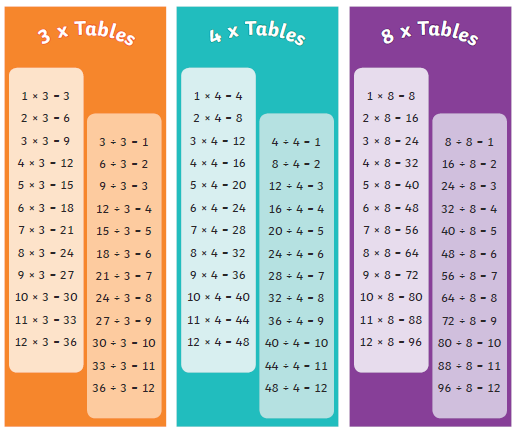 3 x Tables
1 × 3 = 3
2 × 3 = 6
3 × 3 = 9
4 × 3 = 12
5 × 3 = 15
6 × 3 = 18
7 × 3 = 21
8 × 3 = 24
9 × 3 = 27
10 × 3 = 30
11 × 3 = 33
12 × 3 = 36
3 ÷ 3 = 1
6 ÷ 3 = 2
9 ÷ 3 = 3
12 ÷ 3 = 4
15 ÷ 3 = 5
18 ÷ 3 = 6
21 ÷ 3 = 7
24 ÷ 3 = 8
27 ÷ 3 = 9
30 ÷ 3 = 10
33 ÷ 3 = 11
36 ÷ 3 = 12
4 x Tables
1 × 4 = 4
2 × 4 = 8
3 × 4 = 12
4 × 4 = 16
5 × 4 = 20
6 × 4 = 24
7 × 4 = 28
8 × 4 = 32
9 × 4 = 36
10 × 4 = 40
11 × 4 = 44
12 × 4 = 48
4 ÷ 4 = 1
8 ÷ 4 = 2
12 ÷ 4 = 3
16 ÷ 4 = 4
20 ÷ 4 = 5
24 ÷ 4 = 6
28 ÷ 4 = 7
32 ÷ 4 = 8
36 ÷ 4 = 9
40 ÷ 4 = 10
44 ÷ 4 = 11
48 ÷ 4 = 12
8 x Tables
1 × 8 = 8
2 × 8 = 16
3 × 8 = 24
4 × 8 = 32
5 × 8 = 40
6 × 8 = 48
7 × 8 = 56
8 × 8 = 64
9 × 8 = 72
10 × 8 = 80
11 × 8 = 88
12 × 8 = 96
8 ÷ 8 = 1
16 ÷ 8 = 2
24 ÷ 8 = 3
32 ÷ 8 = 4
40 ÷ 8 = 5
48 ÷ 8 = 6
56 ÷ 8 = 7
64 ÷ 8 = 8
72 ÷ 8 = 9
80 ÷ 8 = 10
88 ÷ 8 = 11
96 ÷ 8 = 12